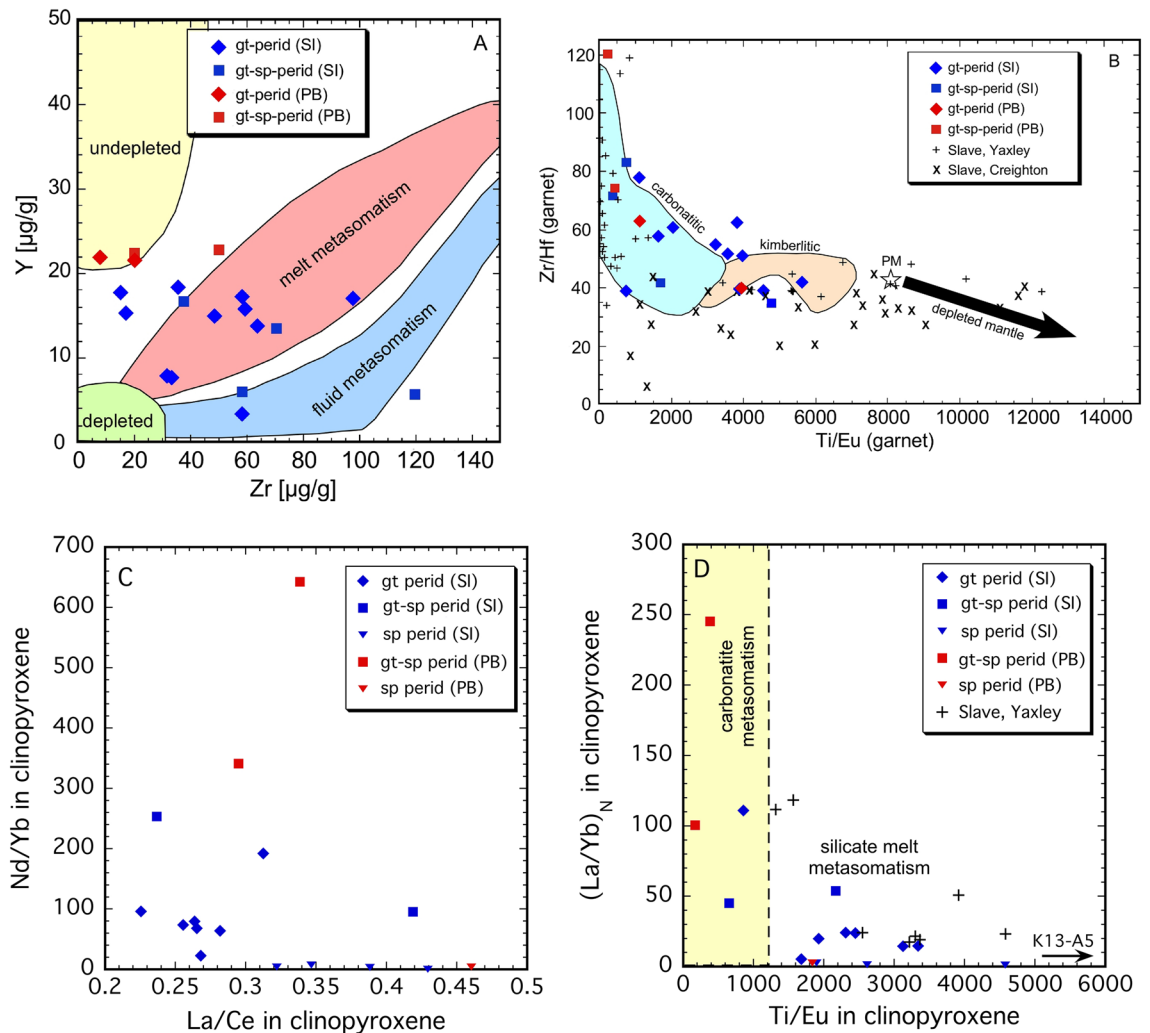 A
gt-perid (SI)
gt-sp-perid (SI)
gt-perid (PB)
gt-sp-perid (PB)
undepleted
melt metasomatism
fluid metasomatism
depleted
50
40
30
20
10
0
0 20 40 60 80 100 120 140
Y [µg/g]
Zr [µg/g]
B
gt-perid (SI)
gt-sp-perid (SI)
gt-perid (PB)
gt-sp-perid (PB)
Slave, Yaxley
Slave, Creighton
carbonatitic
kimberlitic
PM
depleted mantle
120
100
80
60
40
20
0
0 2000 4000 6000 8000 10000 12000 14000
Zr/Hf (garnet)
Ti/Eu (garnet)
C
gt perid (SI)
gt-sp perid (SI)
sp perid (SI)
gt-sp perid (PB)
sp perid (PB)
700
600
500
400
300
200
100
0
0.2 0.25 0.3 0.35 0.4 0.45 0.5
Nd/Yb in clinopyroxene
La/Ce in clinopyroxene
D
gt perid (SI)
gt-sp perid (SI)
sp perid (SI)
gt-sp perid (PB)
sp perid (PB)
Slave, Yaxley
carbonatite
metasomatism
silicate melt
metasomatism
K13-A5
300
250
200
150
100
50
0
0 1000 2000 3000 4000 5000 6000
(La/Yb)N in clinopyroxene
Ti/Eu in clinopyroxene